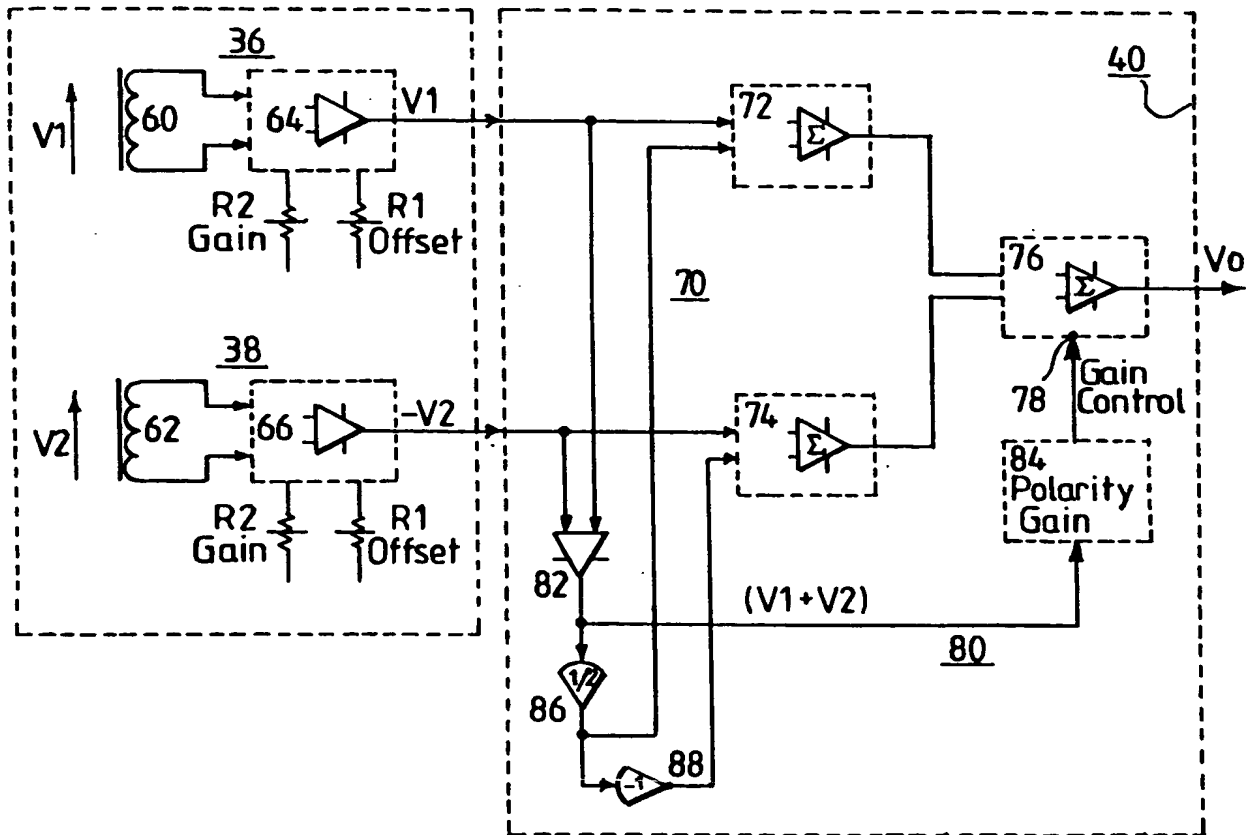 36
V1
60
64
V1
R2
Gain
R1
Offset
38
V2
62
66
-V2
R2
Gain
R1
Offset
40
72
Σ
70
76
Σ
Vo
78
Gain
Control
74
Σ
84
Polarity
Gain
82
(V1+V2)
80
1/2
86
-1
88